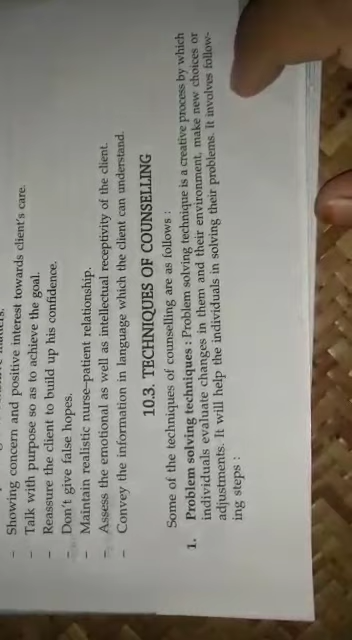 - Showing concern and positive interest towards client's care.
- Talk with purpose so as to achieve the goal.
- Reassure the client to build up his confidence.
- Don't give false hopes.
- Maintain realistic nurse-patient relationship.
- Assess the emotional as well as intellectual receptivity of the client.
- Convey the information in language which the client can understand.
10.3. TECHNIQUES OF COUNSELLING
Some of the techniques of counselling are as follows :
1. Problem solving techniques : Problem solving technique is a creative process by which
individuals evaluate changes in them and their environment, make new choices or
adjustments. It will help the individuals in solving their problems. It involves follow-
ing steps :